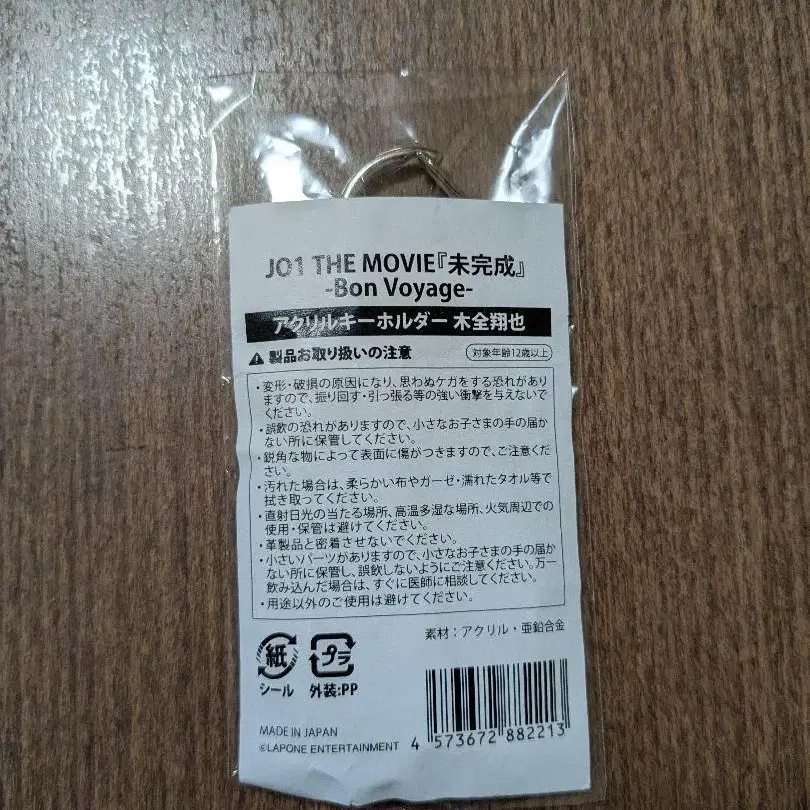 JO1 THE MOVIE『未完成』
-Bon Voyage-
アクリルキーホルダー 木全翔也
製品お取り扱いの注意
対象年齢12歳以上
・変形・破損の原因になり、思わぬケガをする恐れがあり
ますので、振り回す・引っ張る等の強い衝撃を与えないで
ください。
・誤飲の恐れがありますので、小さなお子さまの手の届か
ない所に保管してください。
・鋭角な物によって表面に傷がつきますので、ご注意くだ
さい。
・汚れた場合は、柔らかい布やガーゼ・濡れたタオル等で
拭き取ってください。
・直射日光の当たる場所、高温多湿な場所、火気周辺での
使用・保管は避けてください。
・革製品と密着させないでください。
・小さいパーツがありますので、小さなお子さまの手の届か
ない所に保管し、誤飲しないようにご注意ください。万一
飲み込んだ場合は、すぐに医師に相談してください。
・用途以外のご使用は避けてください。
素材：アクリル・亜鉛合金
紙
シール
プラ
外装:PP
MADE IN JAPAN
©LAPONE ENTERTAINMENT
4 573672 882213